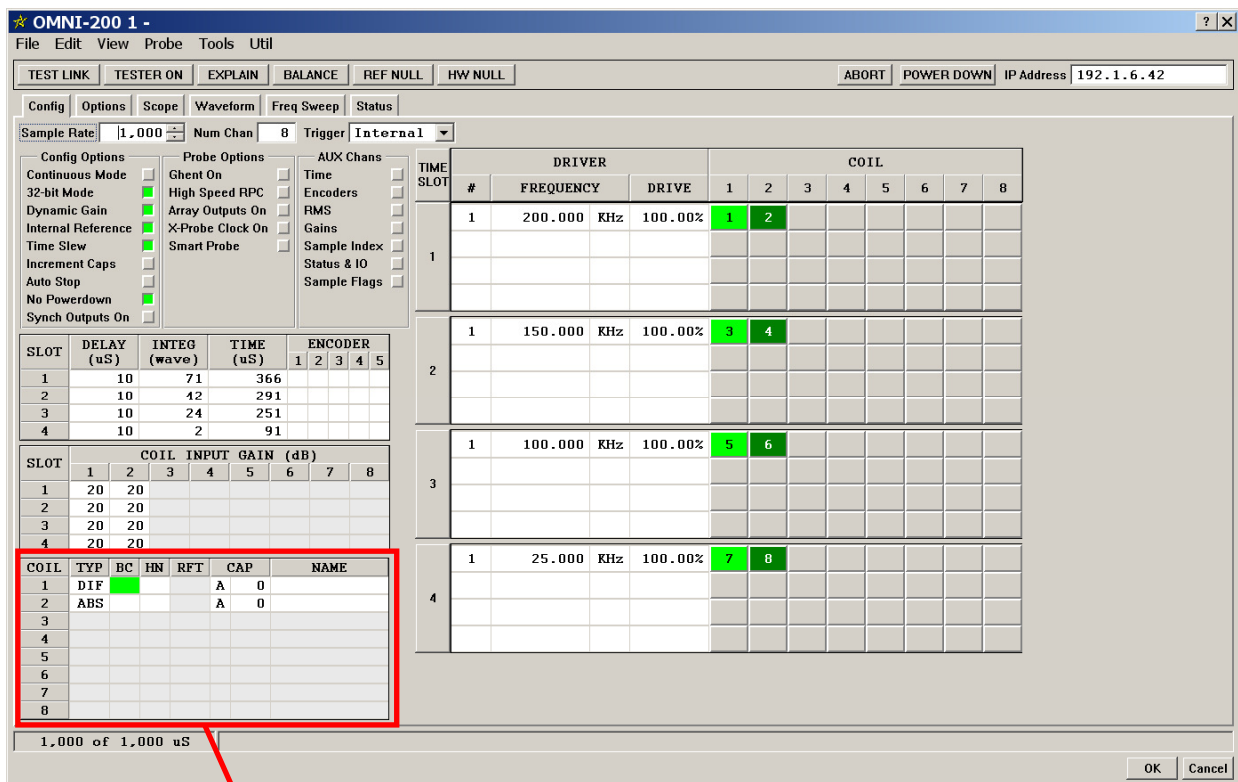 OMNI-200 1 -
? X
File Edit View Probe Tools Util
TEST LINK TESTER ON EXPLAIN BALANCE REF NULL HW NULL ABORT POWER DOWN IP Address 192.1.6.42
Config Options Scope Waveform Freq Sweep Status
Sample Rate 1,000 Num Chan 8 Trigger Internal
Config Options
Continuous Mode
32-bit Mode
Dynamic Gain
Internal Reference
Time Slew
Increment Caps
Auto Stop
No Powerdown
Synch Outputs On
Probe Options
Ghent On
High Speed RPC
Array Outputs On
X-Probe Clock On
Smart Probe
AUX Chans
Time
Encoders
RMS
Gains
Sample Index
Status & IO
Sample Flags
SLOT DELAY (uS) INTEG (wave) TIME (uS) ENCODER
1 2 3 4 5
1 10 71 366
2 10 42 291
3 10 24 251
4 10 2 91
SLOT COIL INPUT GAIN (dB)
1 2 3 4 5 6 7 8
1 20 20
2 20 20
3 20 20
4 20 20
COIL TYP BC HN RFT CAP NAME
1 DIF A 0
2 ABS A 0
3
4
5
6
7
8
TIME SLOT DRIVER COIL
# FREQUENCY DRIVE 1 2 3 4 5 6 7 8
1
1 200.000 KHz 100.00% 1 2
2
1 150.000 KHz 100.00% 3 4
3
1 100.000 KHz 100.00% 5 6
4
1 25.000 KHz 100.00% 7 8
1,000 of 1,000 uS
OK Cancel